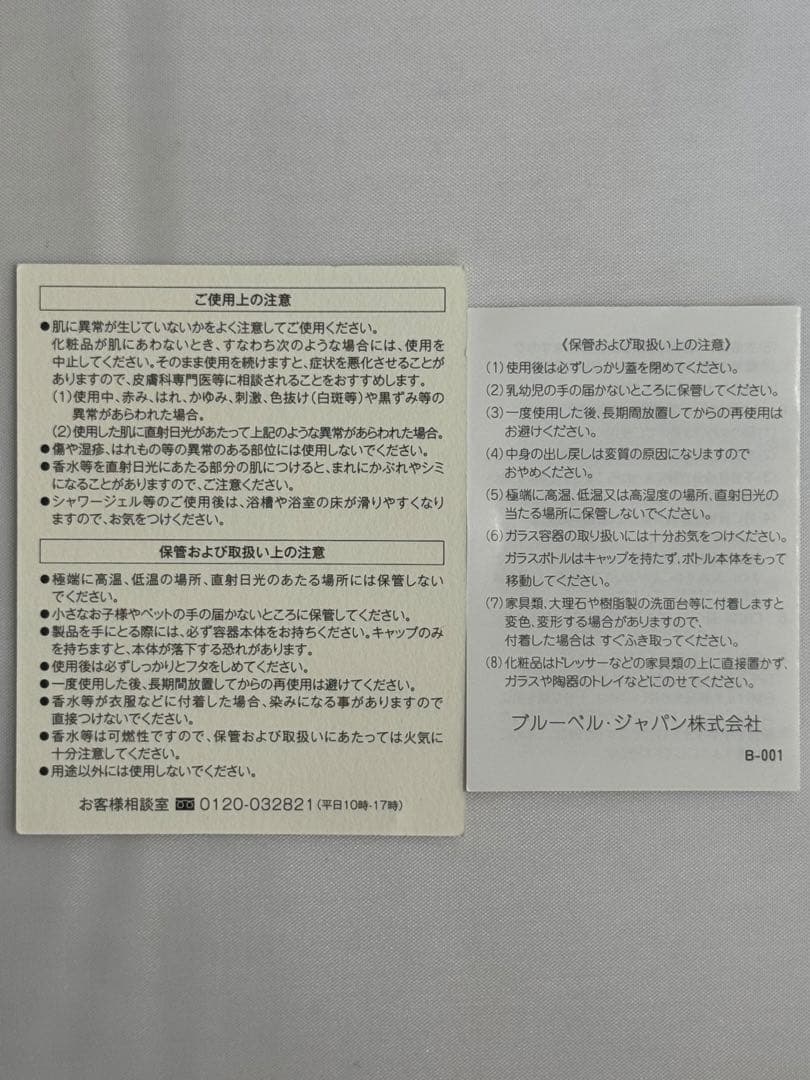 ご使用上の注意
●肌に異常が生じていないかをよく注意してご使用ください。
化粧品が肌にあわないとき、すなわち次のような場合には、使用を
中止してください。そのまま使用を続けますと、症状を悪化させることが
ありますので、皮膚科専門医等に相談されることをおすすめします。
(1)使用中、赤み、はれ、かゆみ、刺激、色抜け(白斑等)や黒ずみ等の
異常があらわれた場合。
(2)使用した肌に直射日光があたって上記のような異常があらわれた場合。
●傷や湿疹、はれもの等の異常のある部位には使用しないでください。
●香水等を直射日光にあたる部分の肌につけると、まれにかぶれやシミ
になることがありますので、ご注意ください。
●シャワージェル等のご使用後は、浴槽や浴室の床が滑りやすくなり
ますので、お気をつけください。
保管および取扱い上の注意
●極端に高温、低温の場所、直射日光のあたる場所には保管しない
でください。
●小さなお子様やペットの手の届かないところに保管してください。
●製品を手にとる際には、必ず容器本体をお持ちください。キャップのみ
を持ちますと、本体が落下する恐れがあります。
●使用後は必ずしっかりとフタをしめてください。
●一度使用した後、長期間放置してからの再使用は避けてください。
●香水等が衣服などに付着した場合、染みになる事がありますので
直接つけないでください。
●香水等は可燃性ですので、保管および取扱いにあたっては火気に
十分注意してください。
●用途以外には使用しないでください。
お客様相談室 0120-032821(平日10時-17時)
《保管および取扱い上の注意》
(1)使用後は必ずしっかり蓋を閉めてください。
(2)乳幼児の手の届かないところに保管してください。
(3)一度使用した後、長期間放置してからの再使用は
お避けください。
(4)中身の出し戻しは変質の原因になりますので
おやめください。
(5)極端に高温、低温又は高湿度の場所、直射日光の
当たる場所に保管しないでください。
(6)ガラス容器の取り扱いには十分お気をつけください。
ガラスボトルはキャップを持たず、ボトル本体をもって
移動してください。
(7)家具類、大理石や樹脂製の洗面台等に付着しますと
変色、変形する場合がありますので、
付着した場合は すぐふき取ってください。
(8)化粧品はドレッサーなどの家具類の上に直接置かず、
ガラスや陶器のトレイなどにのせてください。
ブルーベル・ジャパン株式会社
B-001